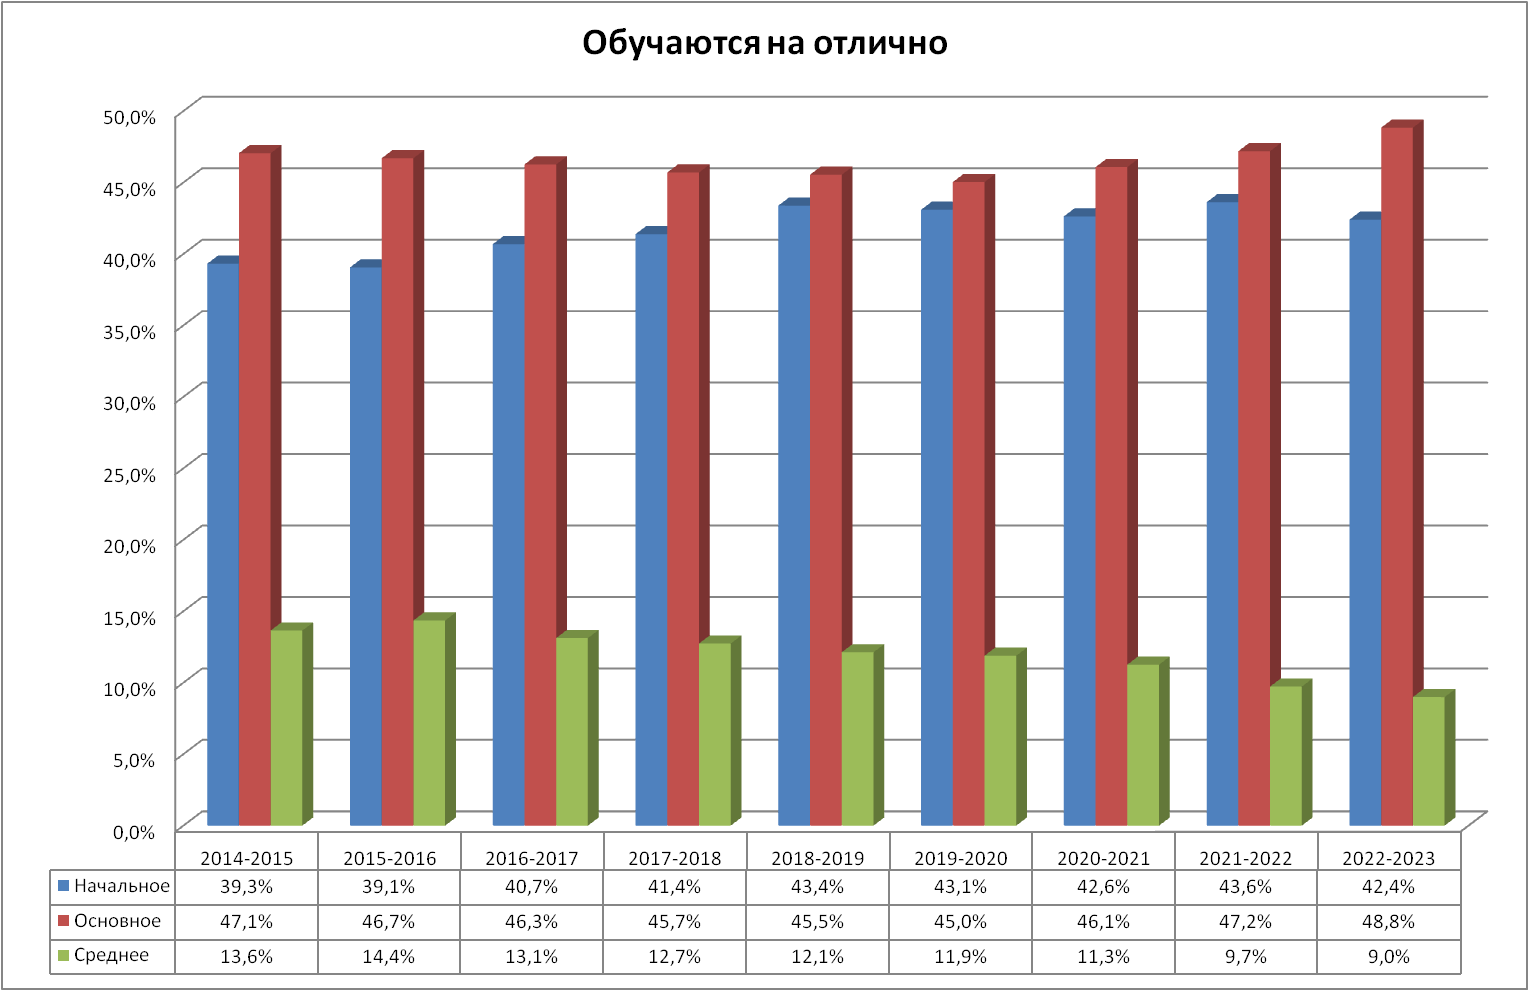 Обучаются на отлично
50,0%
45,0%
40,0%
35,0%
30,0%
25,0%
20,0%
15,0%
10,0%
5,0%
0,0%
2014-2015 2015-2016 2016-2017 2017-2018 2018-2019 2019-2020 2020-2021 2021-2022 2022-2023
Начальное 39,3% 39,1% 40,7% 41,4% 43,4% 43,1% 42,6% 43,6% 42,4%
Основное 47,1% 46,7% 46,3% 45,7% 45,5% 45,0% 46,1% 47,2% 48,8%
Среднее 13,6% 14,4% 13,1% 12,7% 12,1% 11,9% 11,3% 9,7% 9,0%